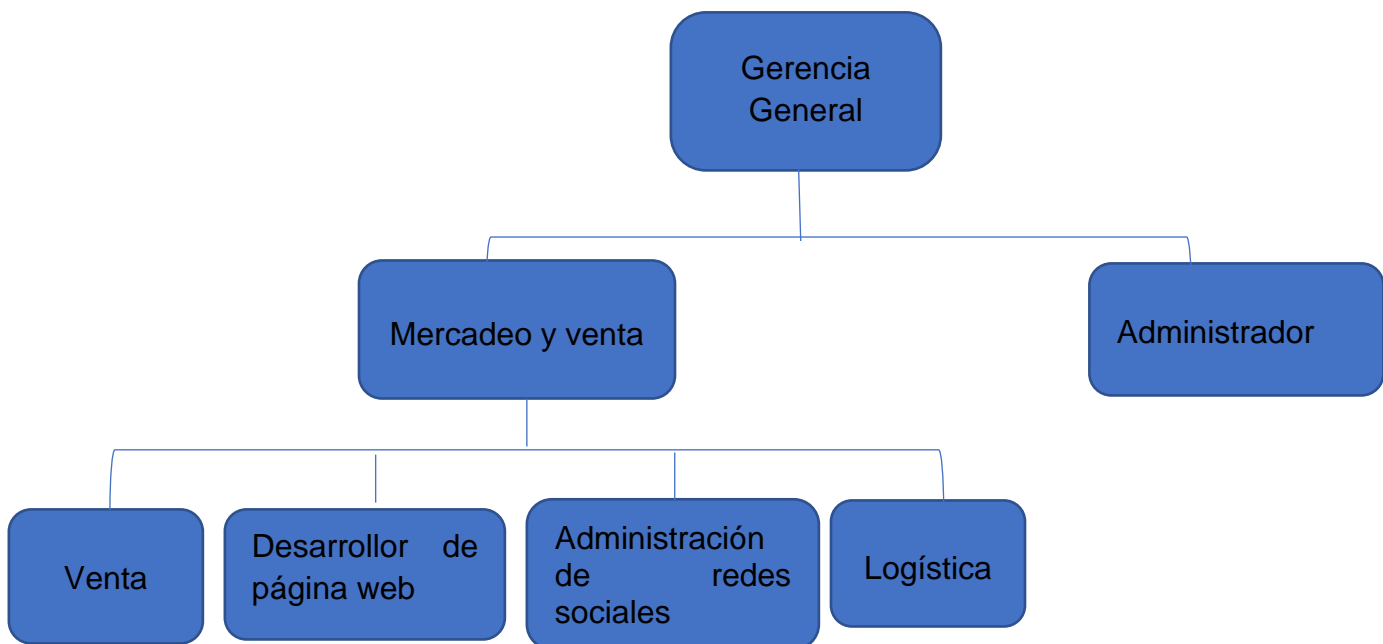 Gerencia
General
Mercadeo y venta
Administrador
Venta
Desarrollor de
página web
Administración
de redes
sociales
Logística